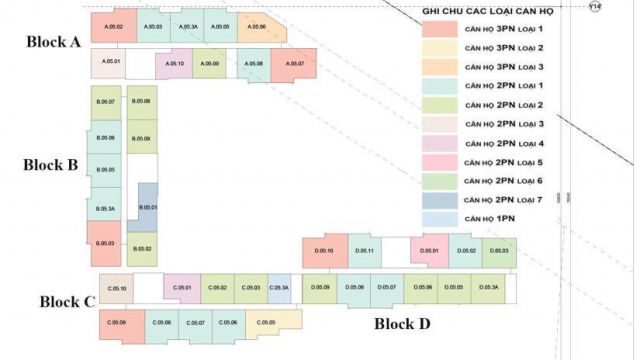 GHI CHU CAC LOAI CAN HO
CĂN HỘ 3PN LOẠI 1
CĂN HỘ 3PN LOẠI 2
CĂN HỘ 3PN LOẠI 3
CĂN HỘ 2PN LOẠI 1
CĂN HỘ 2PN LOẠI 2
CĂN HỘ 2PN LOẠI 3
CĂN HỘ 2PN LOẠI 4
CĂN HỘ 2PN LOẠI 5
CĂN HỘ 2PN LOẠI 6
CĂN HỘ 2PN LOẠI 7
CĂN HỘ 1PN
Y14'
Block A
A.05.02 A.05.3A A.05.05 A.05.06
A.05.01 A.05.10 A.05.09 A.05.08 A.05.07
Block B
B.05.07 B.05.08
B.05.06 B.05.09
B.05.05
B.05.3A B.05.01
B.05.03 B.05.02
Block C
C.05.10 C.05.01 C.05.02 C.05.03 C.05.3A
C.05.09 C.05.08 C.05.07 C.05.06 C.05.05
Block D
D.05.10 D.05.11 D.05.01 D.05.02 D.05.03
D.05.09 D.05.08 D.05.07 D.05.06 D.05.05 D.05.3A